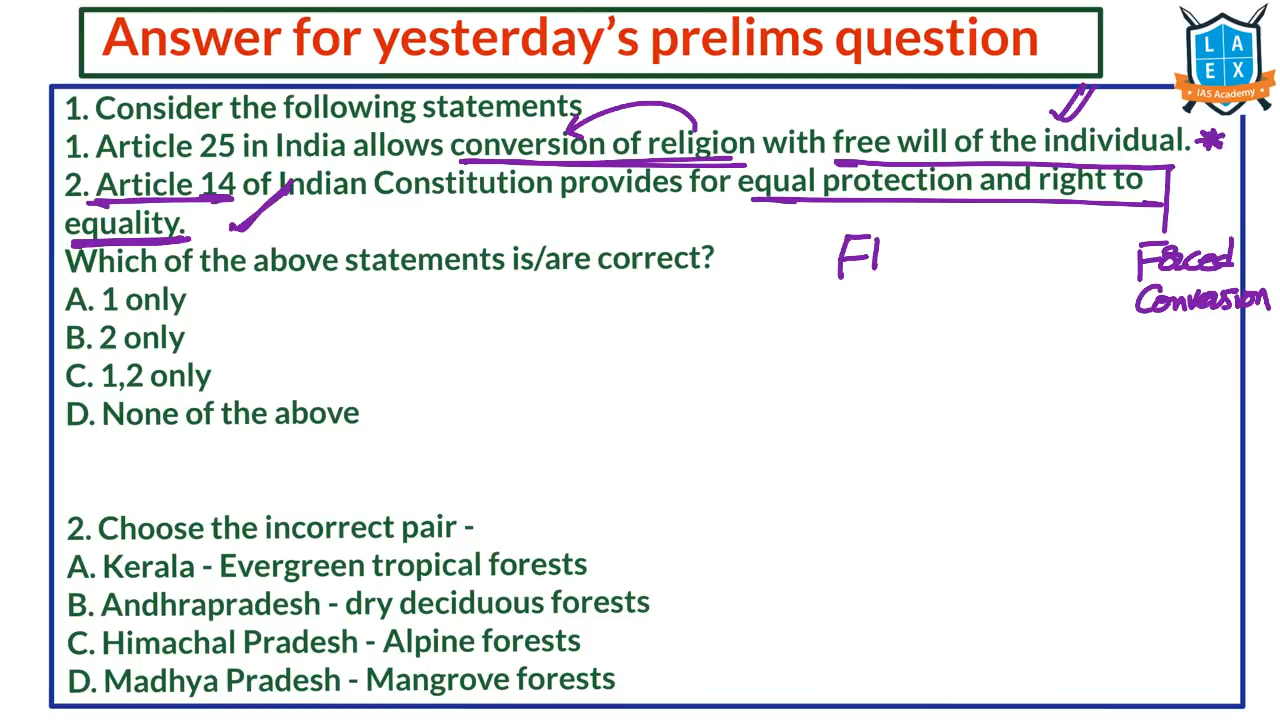 Answer for yesterday's prelims question
L A
E X
IAS Academy
1. Consider the following statements
1. Article 25 in India allows conversion of religion with free will of the individual.
2. Article 14 of Indian Constitution provides for equal protection and right to
equality.
Which of the above statements is/are correct?
FI
Forced
Conversion
A. 1 only
B. 2 only
C. 1,2 only
D. None of the above
2. Choose the incorrect pair -
A. Kerala - Evergreen tropical forests
B. Andhrapradesh - dry deciduous forests
C. Himachal Pradesh - Alpine forests
D. Madhya Pradesh - Mangrove forests